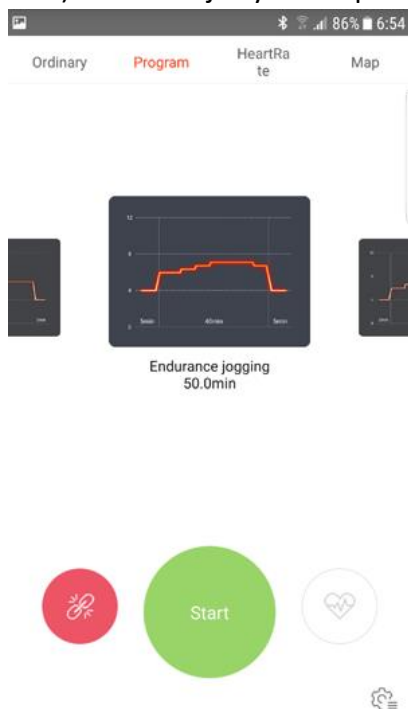 86% 6:54
Ordinary
Program
HeartRa
te
Map
12
8
4
0
5min 40min 5min
Endurance jogging
50.0min
Start